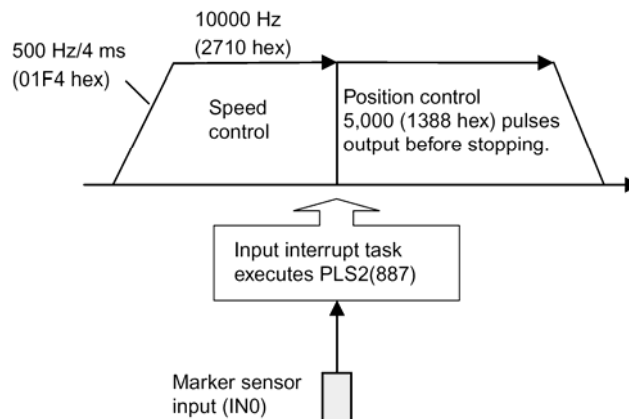 10000 Hz
(2710 hex)
500 Hz/4 ms
(01F4 hex)
Speed
control
Position control
5,000 (1388 hex) pulses
output before stopping.
Input interrupt task
executes PLS2(887)
Marker sensor
input (IN0)